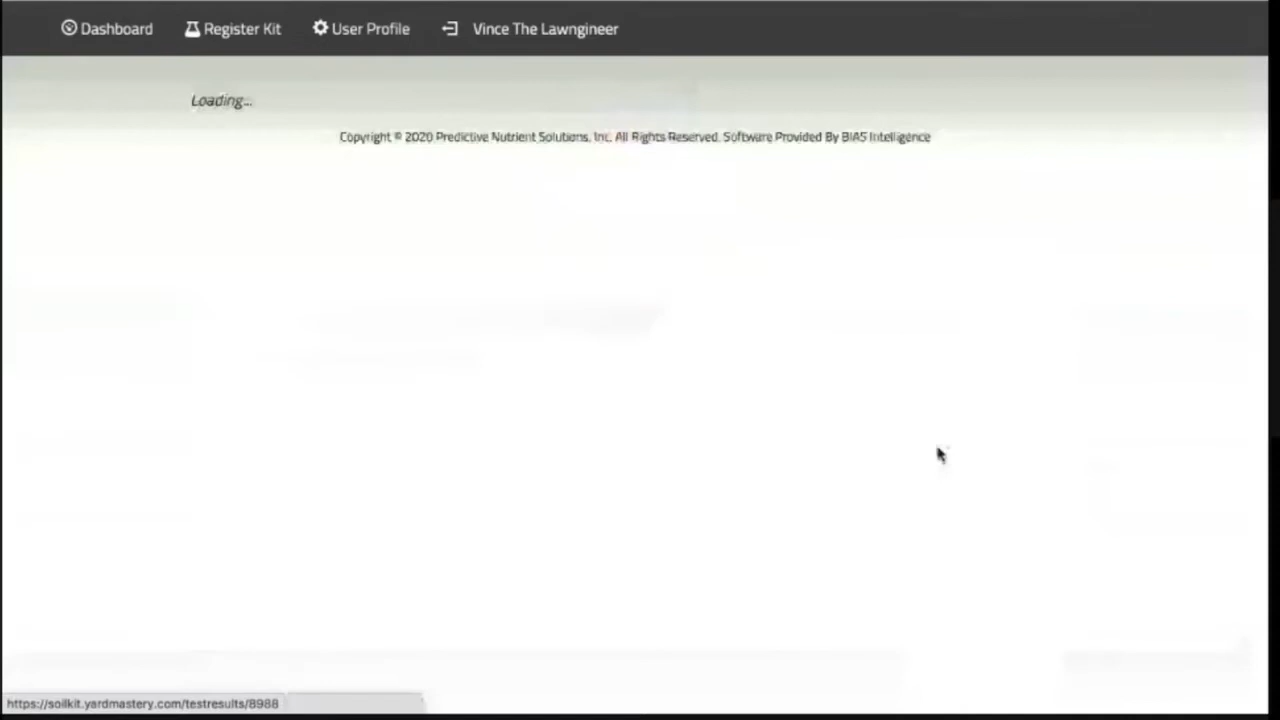 Dashboard Register Kit User Profile Vince The Lawngineer
Loading...
Copyright © 2020 Predictive Nutrient Solutions, Inc. All Rights Reserved. Software Provided By BIAS Intelligence
https://soilkit.yardmastery.com/testresults/8988